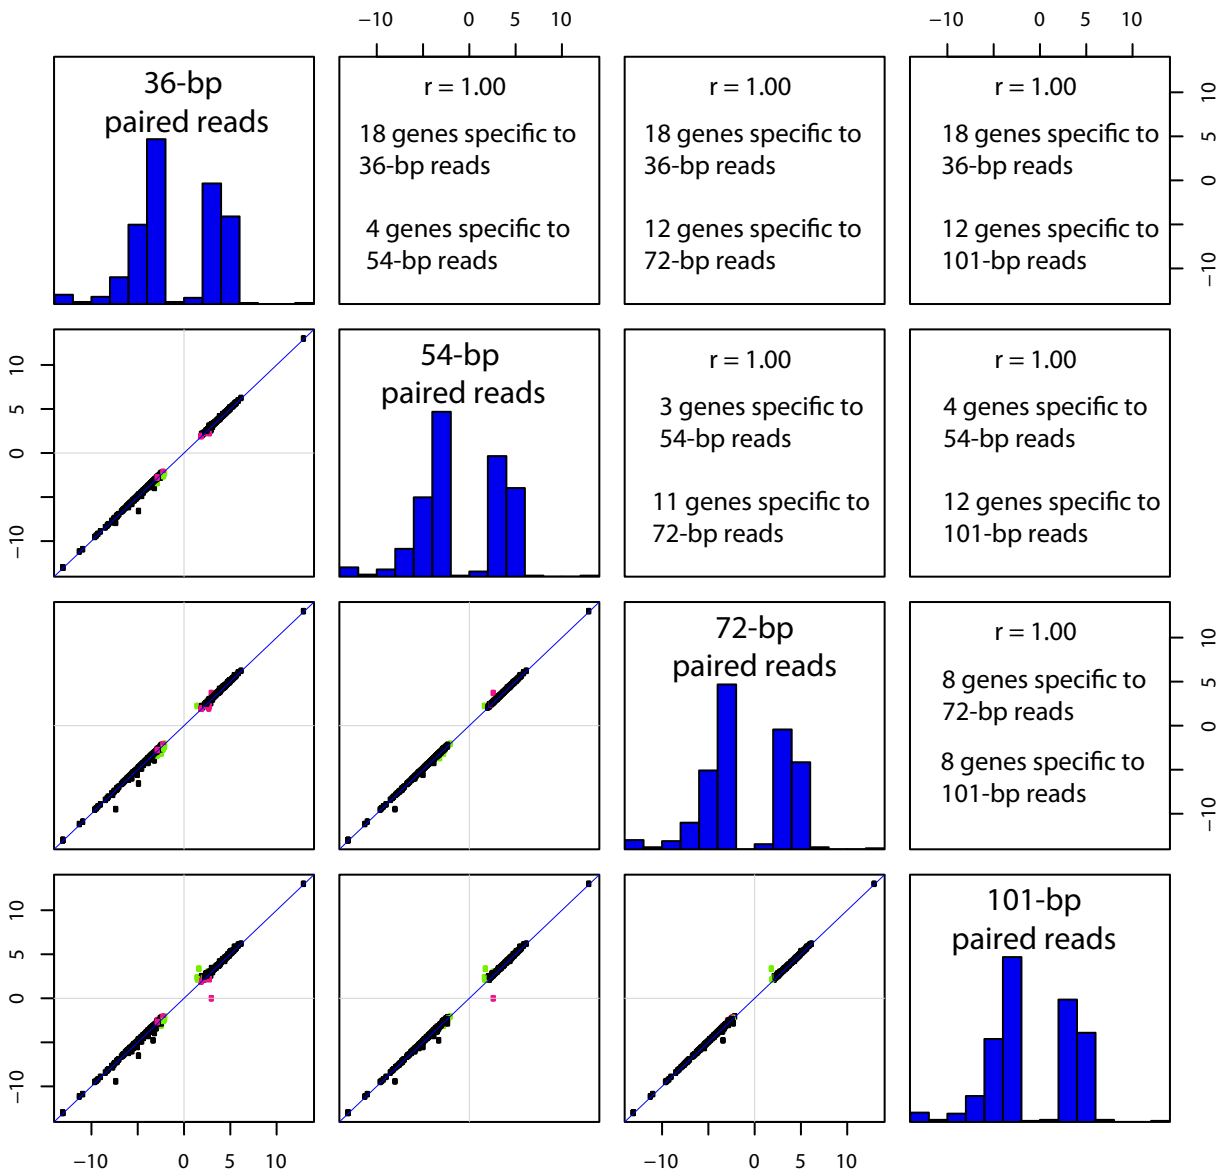 −10 0 5 10 −10 0 5 10
36-bp
paired reads
r = 1.00
18 genes specific to
36-bp reads
4 genes specific to
54-bp reads
r = 1.00
18 genes specific to
36-bp reads
12 genes specific to
72-bp reads
r = 1.00
18 genes specific to
36-bp reads
12 genes specific to
101-bp reads
10
5
0
−10
10
5
0
−10
54-bp
paired reads
r = 1.00
3 genes specific to
54-bp reads
11 genes specific to
72-bp reads
r = 1.00
4 genes specific to
54-bp reads
12 genes specific to
101-bp reads
72-bp
paired reads
r = 1.00
8 genes specific to
72-bp reads
8 genes specific to
101-bp reads
10
5
0
−10
10
5
0
−10
101-bp
paired reads
−10 0 5 10 −10 0 5 10